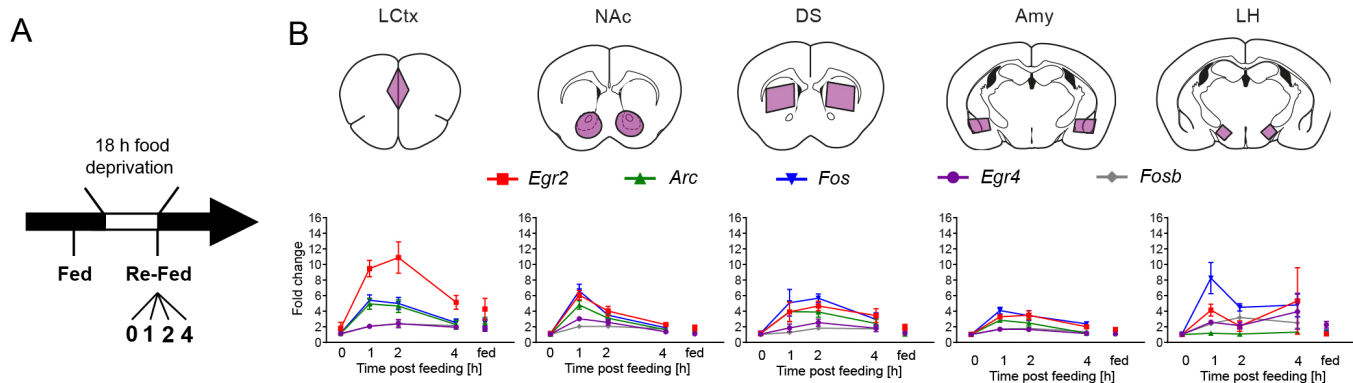 A
18 h food
deprivation
Fed
Re-Fed
0 1 2 4
B
LCtx
NAc
DS
Amy
LH
Egr2
Arc
Fos
Egr4
Fosb
Fold change
16
14
12
10
8
6
4
2
0
0 1 2 4 fed
Time post feeding [h]
16
14
12
10
8
6
4
2
0
0 1 2 4 fed
Time post feeding [h]
16
14
12
10
8
6
4
2
0
0 1 2 4 fed
Time post feeding [h]
16
14
12
10
8
6
4
2
0
0 1 2 4 fed
Time post feeding [h]
16
14
12
10
8
6
4
2
0
0 1 2 4 fed
Time post feeding [h]